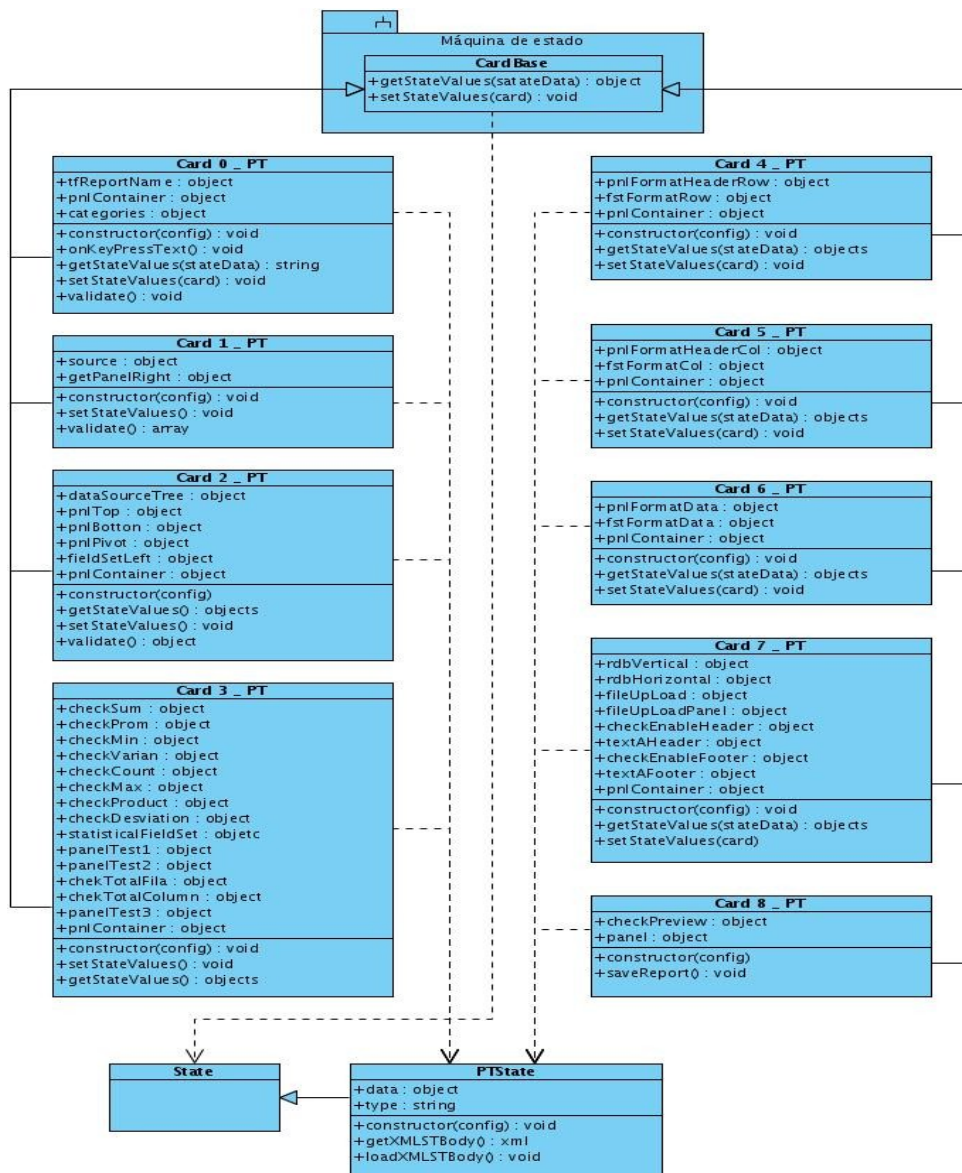 Máquina de estado
CardBase
+getStateValues(satateData) : object
+setStateValues(card) : void
Card 0 _ PT
+tfReportName : object
+pnlContainer : object
+categories : object
+constructor(config) : void
+onKeyPressText() : void
+getStateValues(stateData) : string
+setStateValues(card) : void
+validate() : void
Card 1 _ PT
+source : object
+getPanelRight : object
+constructor(config) : void
+setStateValues() : void
+validate() : array
Card 2 _ PT
+dataSourceTree : object
+pnlTop : object
+pnlBotton : object
+pnlPivot : object
+fieldSetLeft : object
+pnlContainer : object
+constructor(config)
+getStateValues() : objects
+setStateValues() : void
+validate() : object
Card 3 _ PT
+checkSum : object
+checkProm : object
+checkMin : object
+checkVarian : object
+checkCount : object
+checkMax : object
+checkProduct : object
+checkDesviation : object
+statisticalFieldSet : objetc
+panelTest1 : object
+panelTest2 : object
+chekTotalFila : object
+chekTotalColumn : object
+panelTest3 : object
+pnlContainer : object
+constructor(config) : void
+setStateValues() : void
+getStateValues() : objects
Card 4 _ PT
+pnlFormatHeaderRow : object
+fstFormatRow : object
+pnlContainer : object
+constructor(config) : void
+getStateValues(stateData) : objects
+setStateValues(card) : void
Card 5 _ PT
+pnlFormatHeaderCol : object
+fstFormatCol : object
+pnlContainer : object
+constructor(config) : void
+getStateValues(stateData) : objects
+setStateValues(card) : void
Card 6 _ PT
+pnlFormatData : object
+fstFormatData : object
+pnlContainer : object
+constructor(config) : void
+getStateValues(stateData) : objects
+setStateValues(card) : void
Card 7 _ PT
+rdbVertical : object
+rdbHorizontal : object
+fileUpLoad : object
+fileUpLoadPanel : object
+checkEnableHeader : object
+textAHeader : object
+checkEnableFooter : object
+textAFooter : object
+pnlContainer : object
+constructor(config) : void
+getStateValues(stateData) : objects
+setStateValues(card)
Card 8 _ PT
+checkPreview : object
+panel : object
+constructor(config)
+saveReport() : void
State
PTState
+data : object
+type : string
+constructor(config) : void
+getXMLSTBody() : xml
+loadXMLSTBody() : void